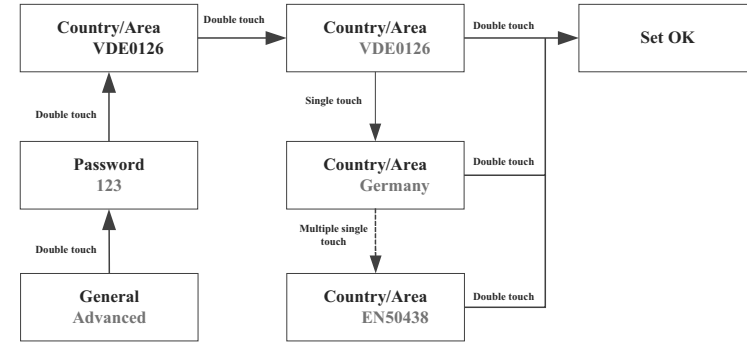 Country/Area
VDE0126
Double touch
Country/Area
VDE0126
Double touch
Set OK
Double touch
Single touch
Password
123
Country/Area
Germany
Double touch
Double touch
Multiple single
touch
General
Advanced
Country/Area
EN50438
Double touch